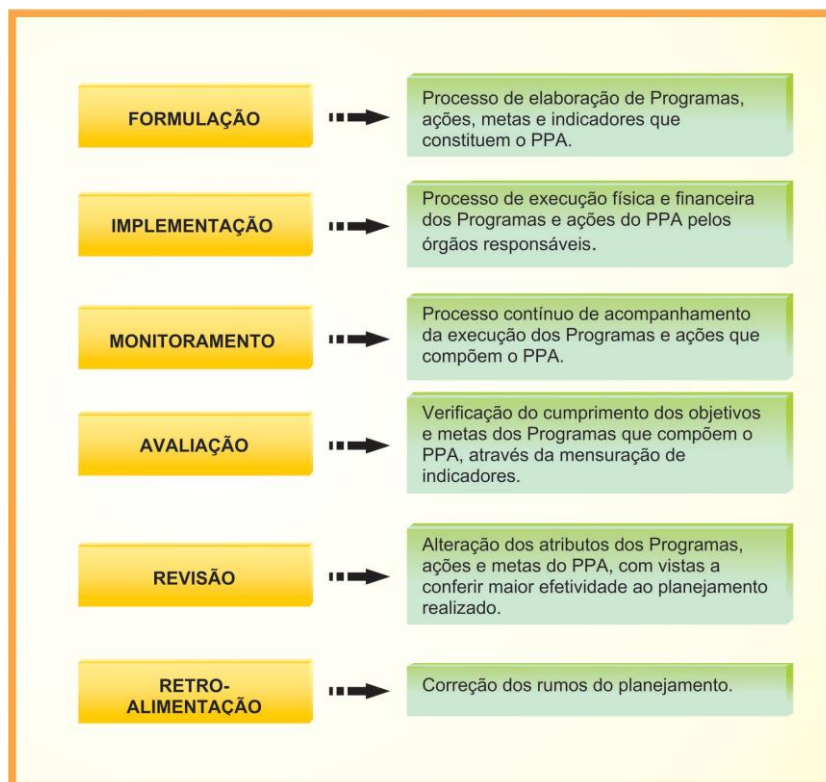 FORMULAÇÃO
Processo de elaboração de Programas,
ações, metas e indicadores que
constituem o PPA.
IMPLEMENTAÇÃO
Processo de execução física e financeira
dos Programas e ações do PPA pelos
órgãos responsáveis.
MONITORAMENTO
Processo contínuo de acompanhamento
da execução dos Programas e ações que
compõem o PPA.
AVALIAÇÃO
Verificação do cumprimento dos objetivos
e metas dos Programas que compõem o
PPA, através da mensuração de
indicadores.
REVISÃO
Alteração dos atributos dos Programas,
ações e metas do PPA, com vistas a
conferir maior efetividade ao planejamento
realizado.
RETRO-
ALIMENTAÇÃO
Correção dos rumos do planejamento.